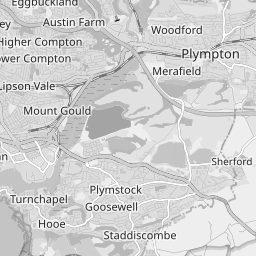 Eggbuckland
Austin Farm
Woodford
Higher Compton
Plympton
ower Compton
Merafield
Lipson Vale
Mount Gould
Sherford
Plymstock
Turnchapel
Goosewell
Hooe
Staddiscombe